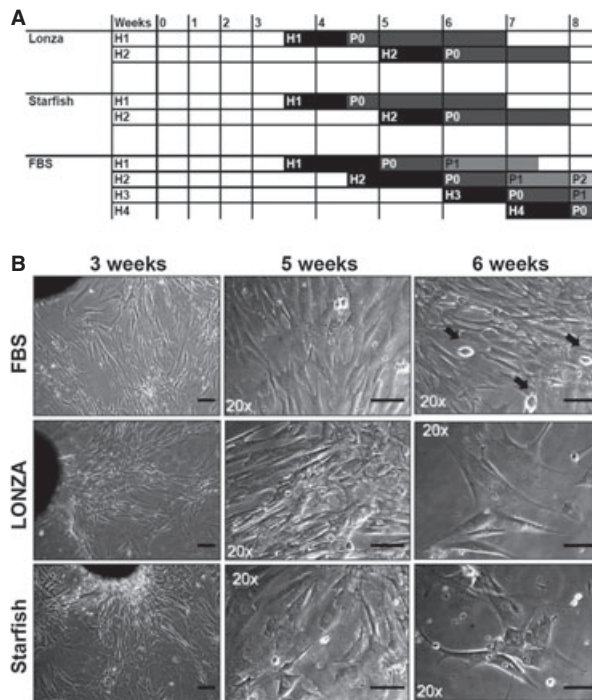 A
Weeks 0 1 2 3 4 5 6 7 8
Lonza H1 H1 P0
H2 H2 P0
Starfish H1 H1 P0
H2 H2 P0
FBS H1 H1 P0 P1
H2 H2 P0 P1 P2
H3 H3 P0 P1
H4 H4 P0
B
3 weeks 5 weeks 6 weeks
FBS
20x 20x
LONZA
20x
20x
Starfish
20x
20x